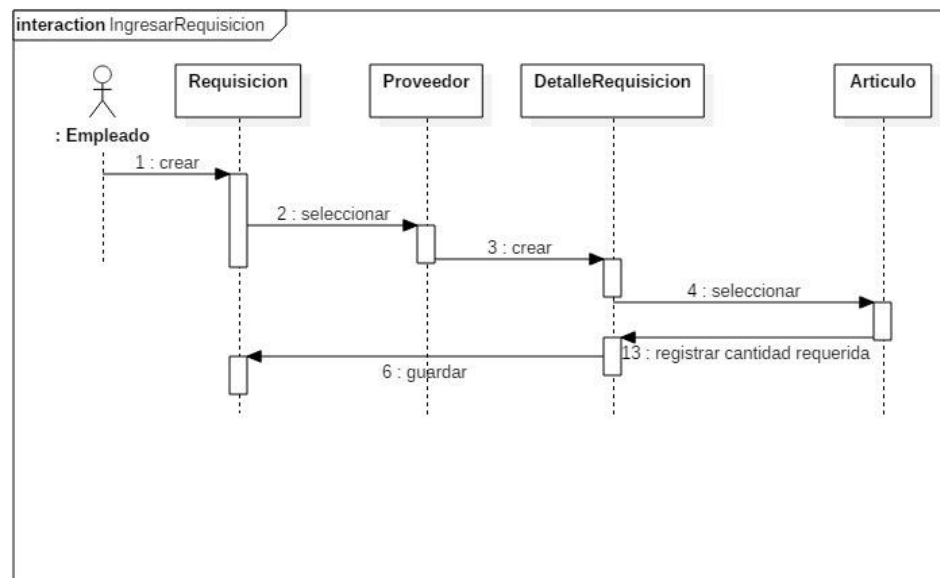 interaction IngresarRequisicion
Requisicion
Proveedor
DetalleRequisicion
Articulo
: Empleado
1 : crear
2 : seleccionar
3 : crear
4 : seleccionar
13 : registrar cantidad requerida
6 : guardar